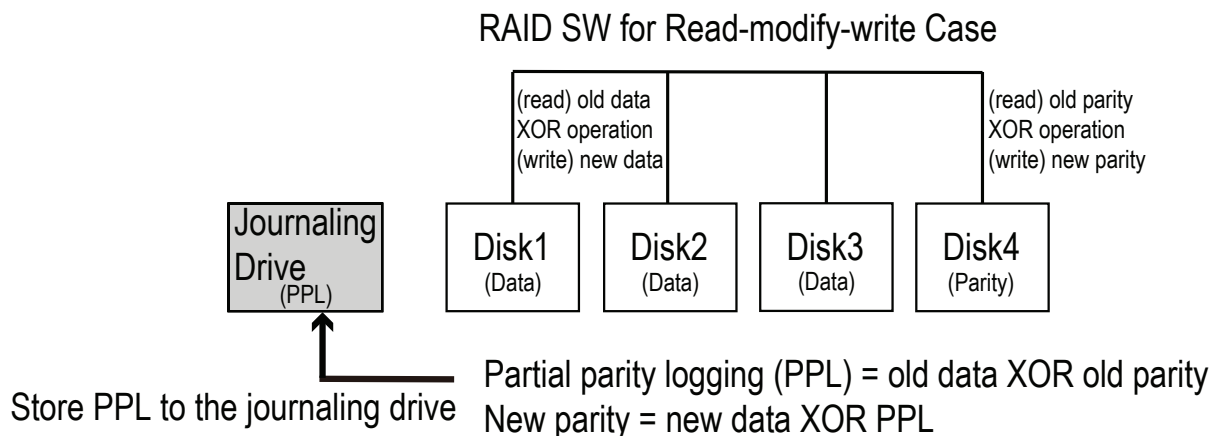 RAID SW for Read-modify-write Case
(read) old data
XOR operation
(write) new data
(read) old parity
XOR operation
(write) new parity
Journaling
Drive
(PPL)
Disk1
(Data)
Disk2
(Data)
Disk3
(Data)
Disk4
(Parity)
Store PPL to the journaling drive
Partial parity logging (PPL) = old data XOR old parity
New parity = new data XOR PPL